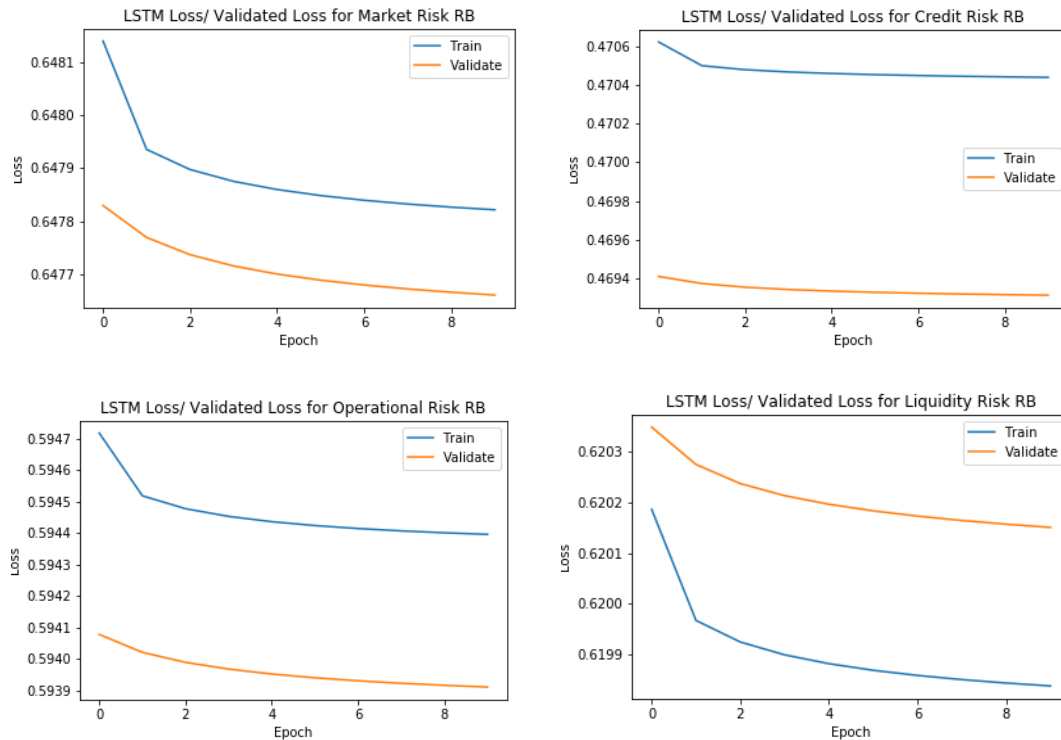 LSTM Loss/ Validated Loss for Market Risk RB
Train
Validate
0.6481
0.6480
0.6479
0.6478
0.6477
Loss
0 2 4 6 8
Epoch
LSTM Loss/ Validated Loss for Credit Risk RB
0.4706
0.4704
0.4702
0.4700
0.4698
0.4696
0.4694
Loss
Train
Validate
0 2 4 6 8
Epoch
LSTM Loss/ Validated Loss for Operational Risk RB
Train
Validate
0.5947
0.5946
0.5945
0.5944
0.5943
0.5942
0.5941
0.5940
0.5939
Loss
0 2 4 6 8
Epoch
LSTM Loss/ Validated Loss for Liquidity Risk RB
Train
Validate
0.6203
0.6202
0.6201
0.6200
0.6199
Loss
0 2 4 6 8
Epoch